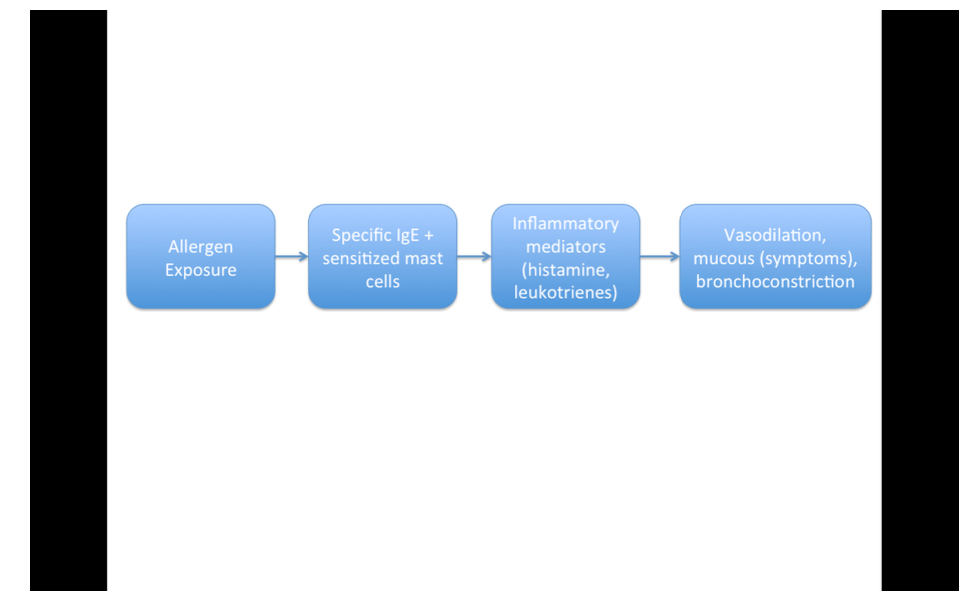 Allergen
Exposure
Specific IgE +
sensitized mast
cells
Inflammatory
mediators
(histamine,
leukotrienes)
Vasodilation,
mucous (symptoms),
bronchoconstriction